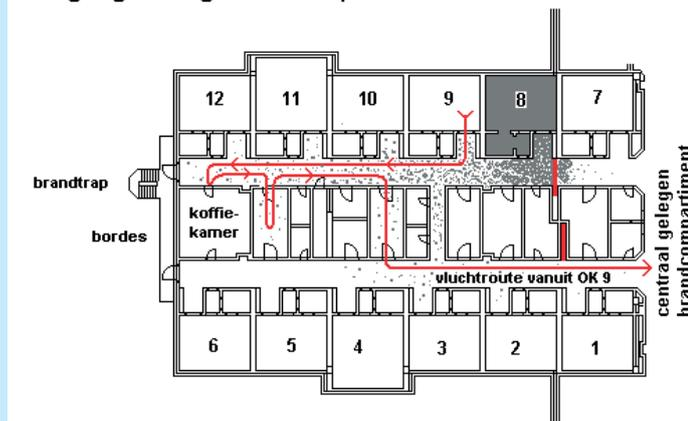 12
11
10
9
8
7
brandtrap
bordes
koffie-
kamer
vluchtroute vanuit OK 9
centraal gelegen
brandcompartiment
6
5
4
3
2
1